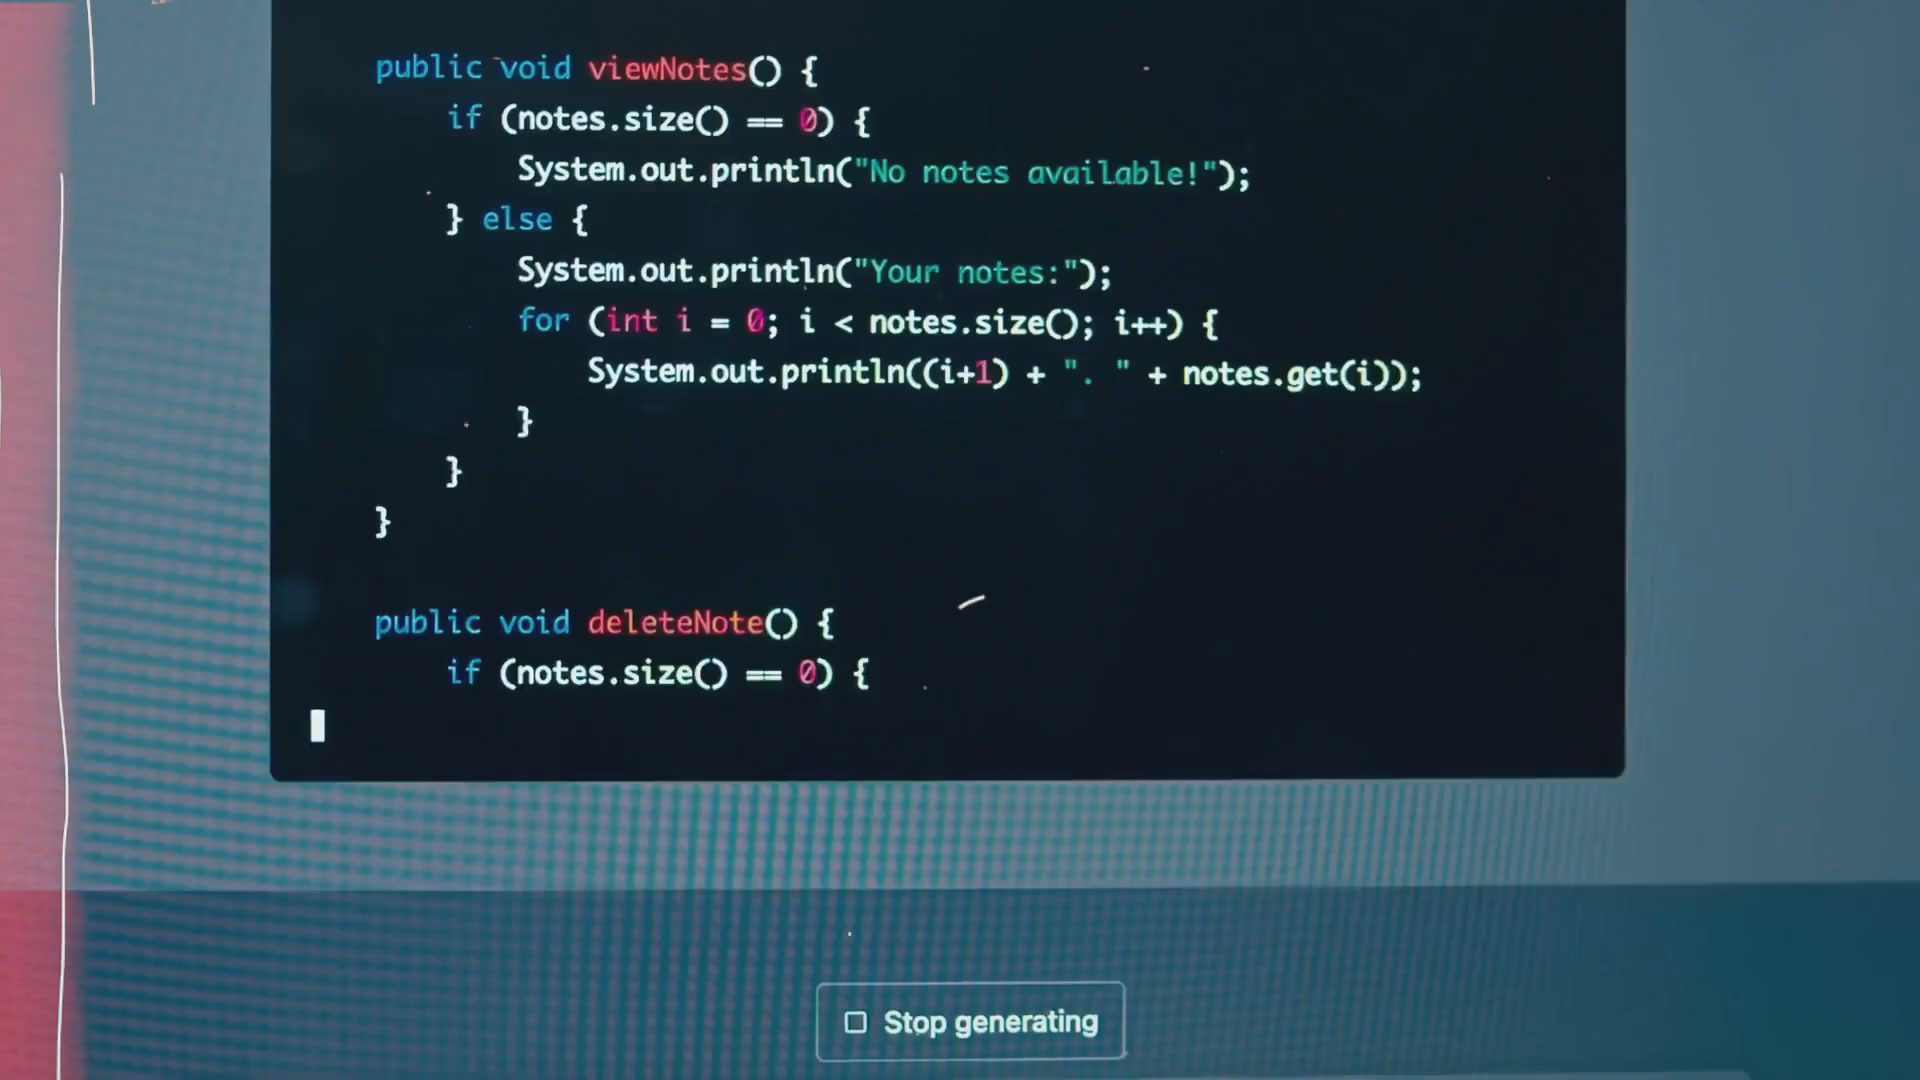 public void viewNotes() {
if (notes.size() == 0) {
System.out.println("No notes available!");
} else {
System.out.println("Your notes:");
for (int i = 0; i < notes.size(); i++) {
System.out.println((i+1) + ". " + notes.get(i));
}
}
}
public void deleteNote() {
if (notes.size() == 0) {
Stop generating